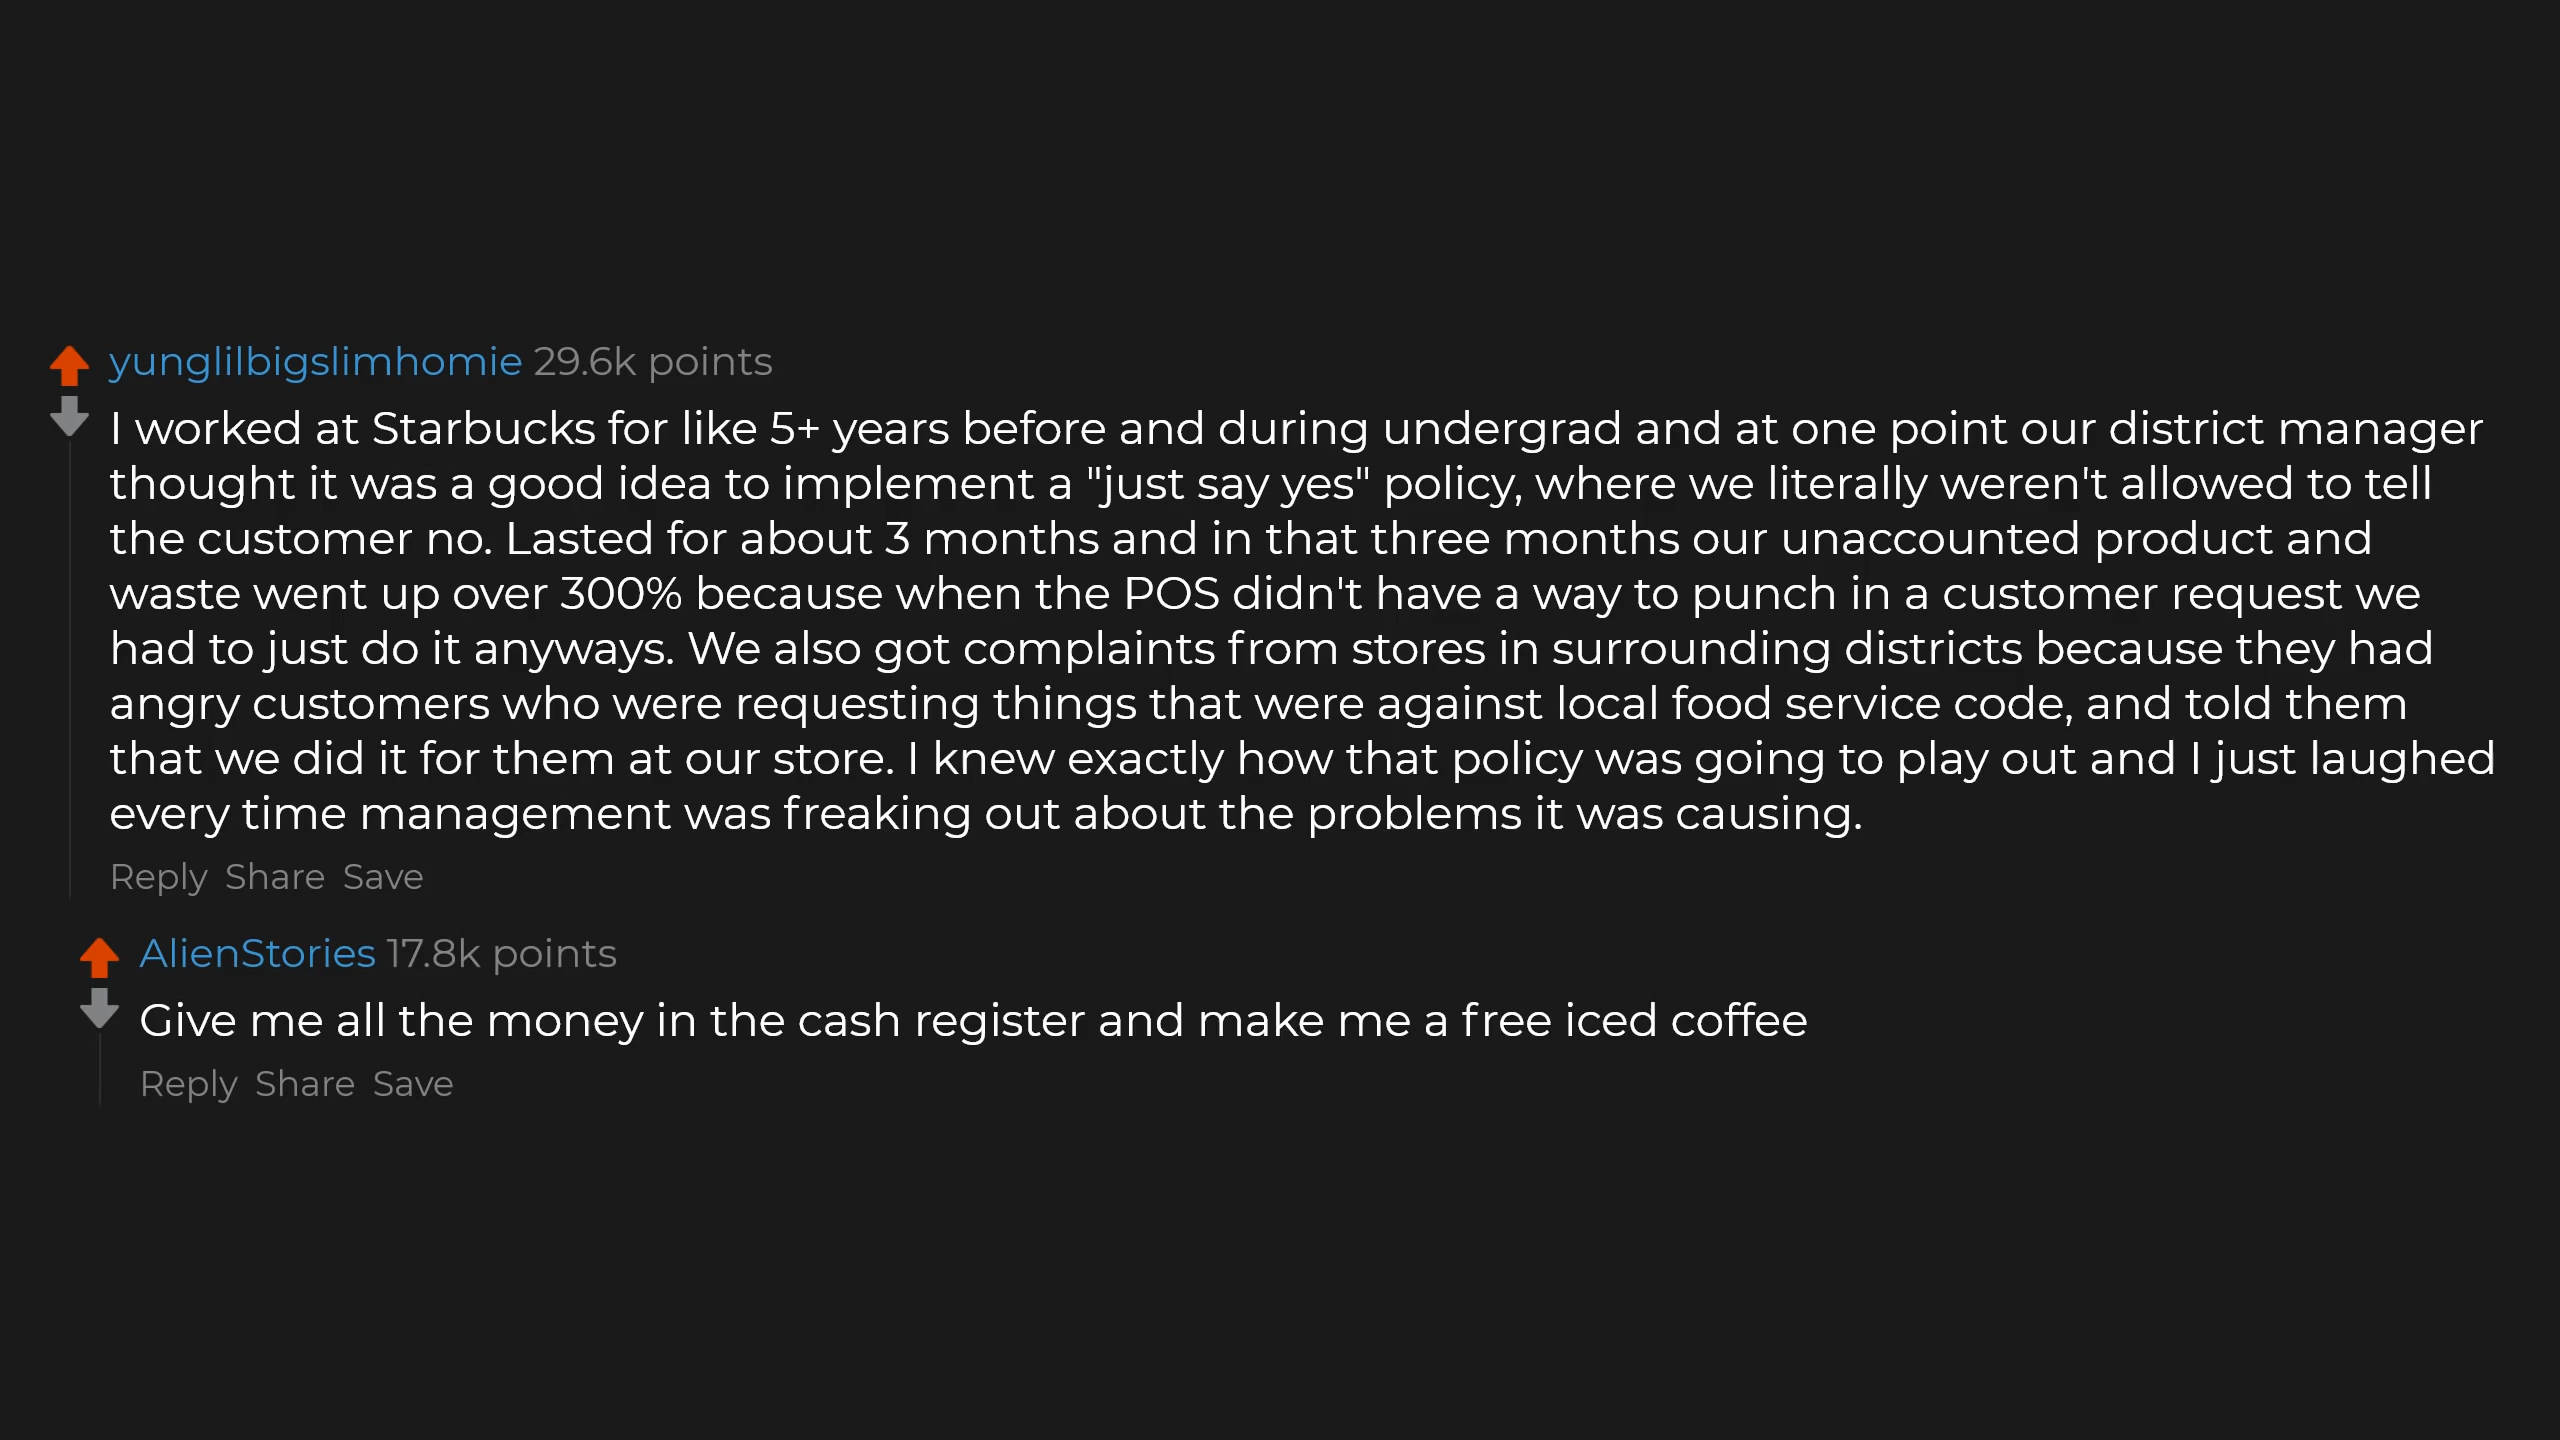 yunglilbigslimhomie 29.6k points
I worked at Starbucks for like 5+ years before and during undergrad and at one point our district manager
thought it was a good idea to implement a "just say yes" policy, where we literally weren't allowed to tell
the customer no. Lasted for about 3 months and in that three months our unaccounted product and
waste went up over 300% because when the POS didn't have a way to punch in a customer request we
had to just do it anyways. We also got complaints from stores in surrounding districts because they had
angry customers who were requesting things that were against local food service code, and told them
that we did it for them at our store. I knew exactly how that policy was going to play out and I just laughed
every time management was freaking out about the problems it was causing.
Reply Share Save
AlienStories 17.8k points
Give me all the money in the cash register and make me a free iced coffee
Reply Share Save